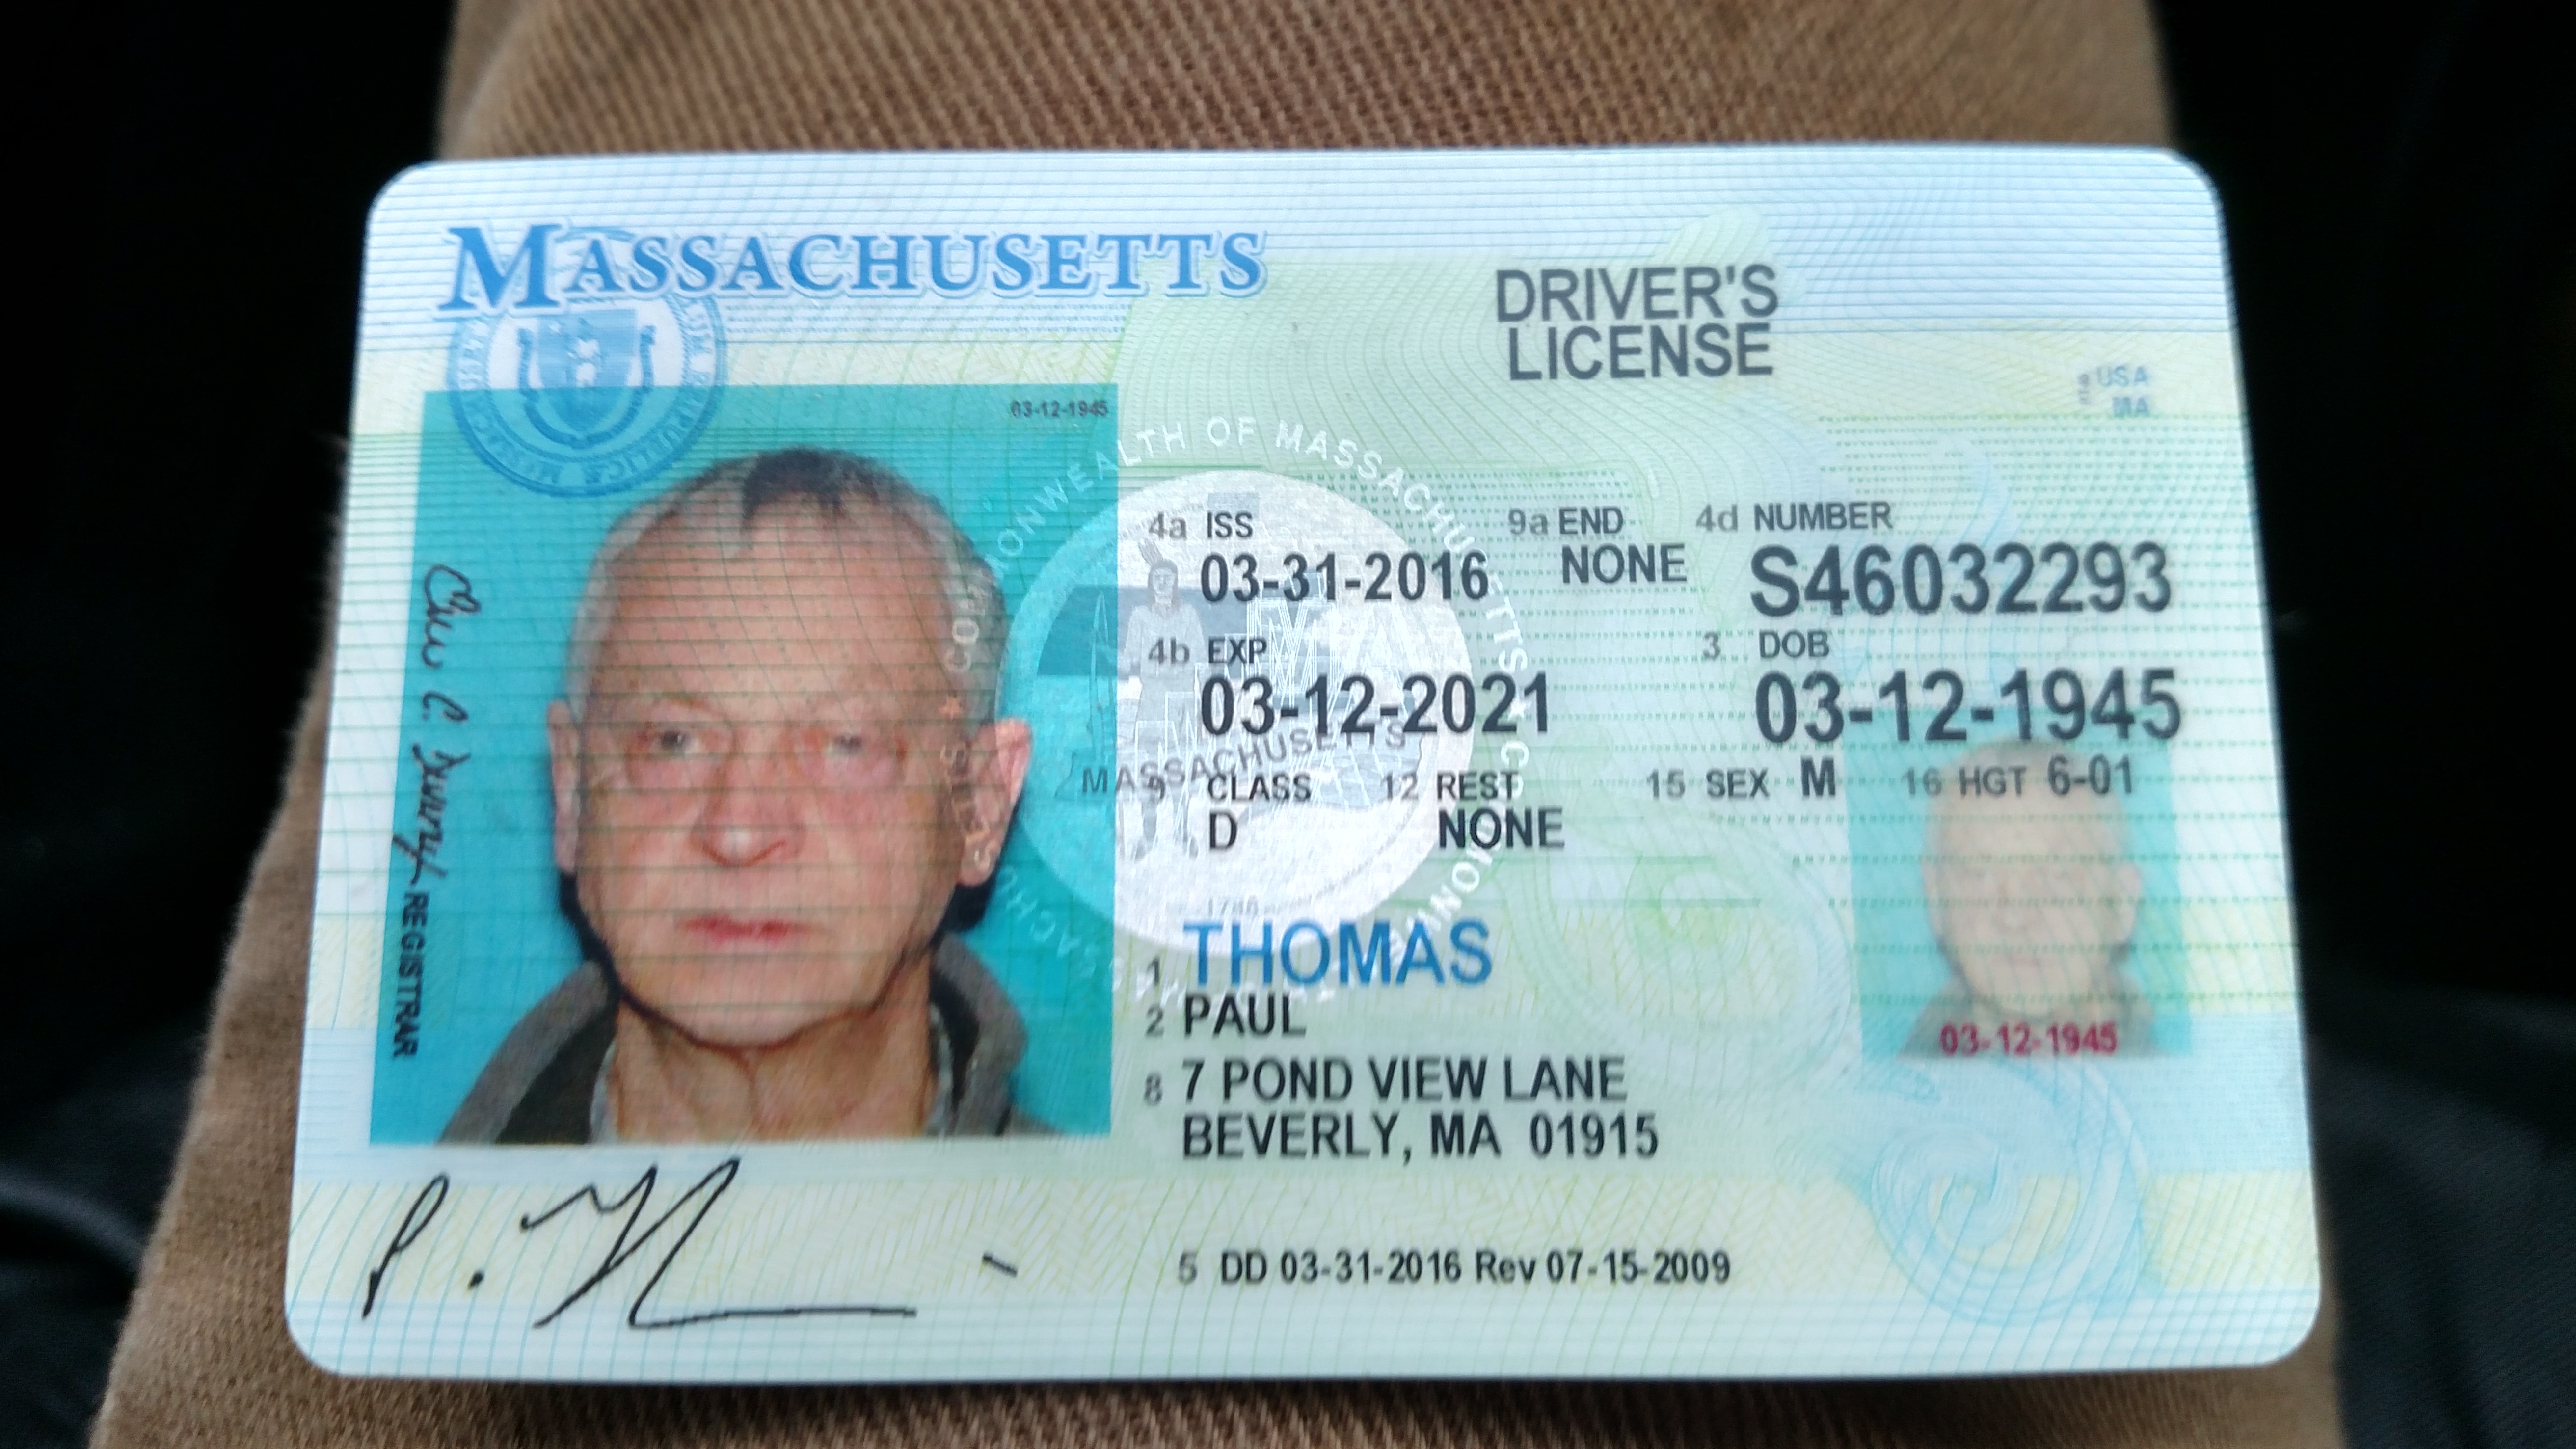 MASSACHUSETTS
DRIVER'S
LICENSE
USA
MA
03-12-1945
COMMONWEALTH OF MASSACHUSETTS
4a ISS
03-31-2016
9a END
NONE
4d NUMBER
S46032293
4b EXP
03-12-2021
3 DOB
03-12-1945
MASSACHUSETTS
9 CLASS
D
12 REST
NONE
15 SEX M
16 HGT 6-01
1 THOMAS
2 PAUL
8 7 POND VIEW LANE
BEVERLY, MA 01915
03-12-1945
REGISTRAR
5 DD 03-31-2016 Rev 07-15-2009